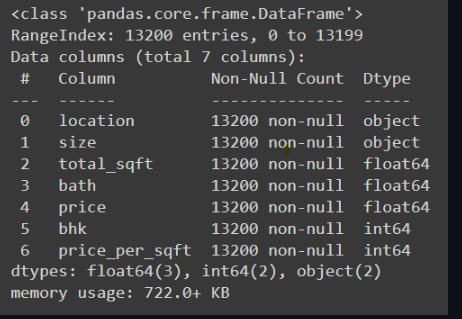 <class 'pandas.core.frame.DataFrame'>
RangeIndex: 13200 entries, 0 to 13199
Data columns (total 7 columns):
 #   Column          Non-Null Count  Dtype
---  ------          --------------  -----
 0   location        13200 non-null  object
 1   size            13200 non-null  object
 2   total_sqft      13200 non-null  float64
 3   bath            13200 non-null  float64
 4   price           13200 non-null  float64
 5   bhk             13200 non-null  int64
 6   price_per_sqft  13200 non-null  int64
dtypes: float64(3), int64(2), object(2)
memory usage: 722.0+ KB